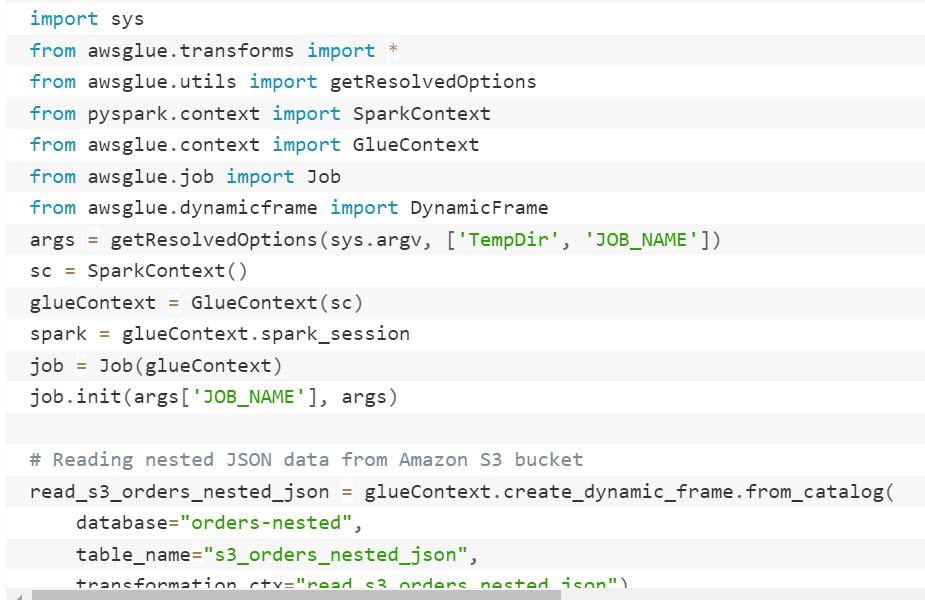 import sys
from awsglue.transforms import *
from awsglue.utils import getResolvedOptions
from pyspark.context import SparkContext
from awsglue.context import GlueContext
from awsglue.job import Job
from awsglue.dynamicframe import DynamicFrame
args = getResolvedOptions(sys.argv, ['TempDir', 'JOB_NAME'])
sc = SparkContext()
glueContext = GlueContext(sc)
spark = glueContext.spark_session
job = Job(glueContext)
job.init(args['JOB_NAME'], args)

# Reading nested JSON data from Amazon S3 bucket
read_s3_orders_nested_json = glueContext.create_dynamic_frame.from_catalog(
    database="orders-nested",
    table_name="s3_orders_nested_json",
    transformation_ctx="read_s3_orders_nested_json")